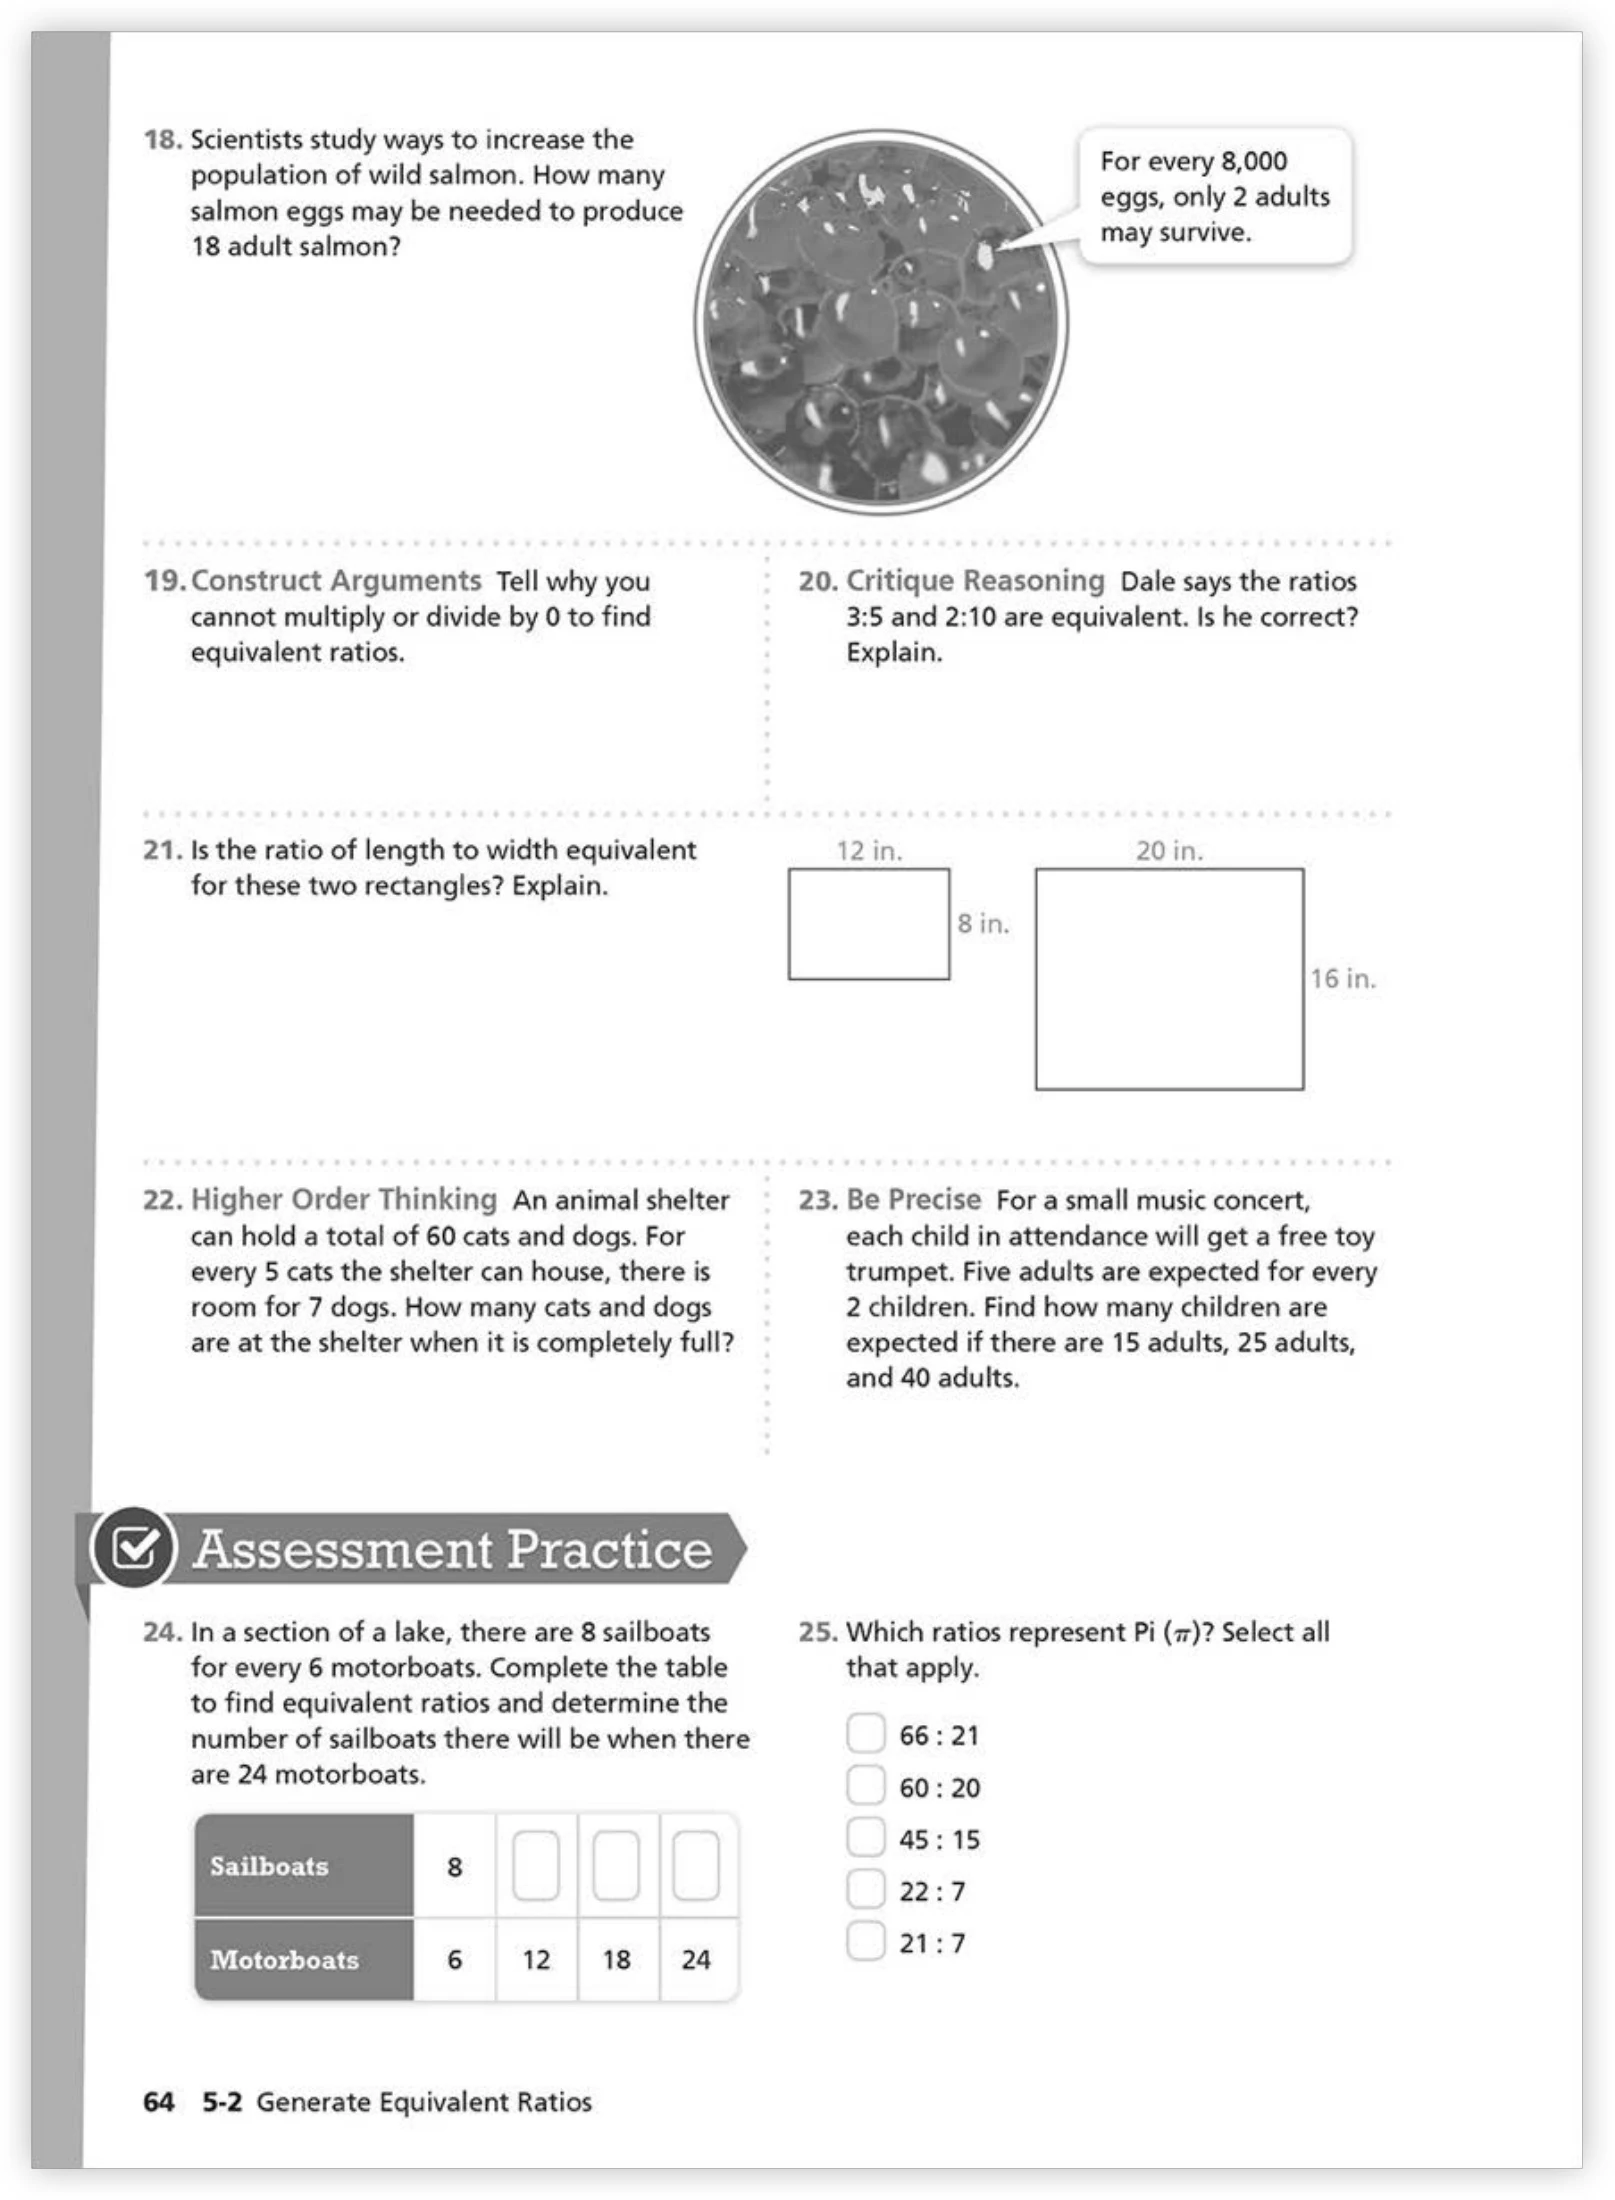 18. Scientists study ways to increase the
population of wild salmon. How many
salmon eggs may be needed to produce
18 adult salmon?
For every 8,000
eggs, only 2 adults
may survive.
19. Construct Arguments Tell why you
cannot multiply or divide by 0 to find
equivalent ratios.
20. Critique Reasoning Dale says the ratios
3:5 and 2:10 are equivalent. Is he correct?
Explain.
21. Is the ratio of length to width equivalent
for these two rectangles? Explain.
12 in.
8 in.
20 in.
16 in.
22. Higher Order Thinking An animal shelter
can hold a total of 60 cats and dogs. For
every 5 cats the shelter can house, there is
room for 7 dogs. How many cats and dogs
are at the shelter when it is completely full?
23. Be Precise For a small music concert,
each child in attendance will get a free toy
trumpet. Five adults are expected for every
2 children. Find how many children are
expected if there are 15 adults, 25 adults,
and 40 adults.
Assessment Practice
24. In a section of a lake, there are 8 sailboats
for every 6 motorboats. Complete the table
to find equivalent ratios and determine the
number of sailboats there will be when there
are 24 motorboats.
Sailboats 8
Motorboats 6 12 18 24
25. Which ratios represent Pi (π)? Select all
that apply.
66 : 21
60 : 20
45 : 15
22 : 7
21 : 7
64 5-2 Generate Equivalent Ratios